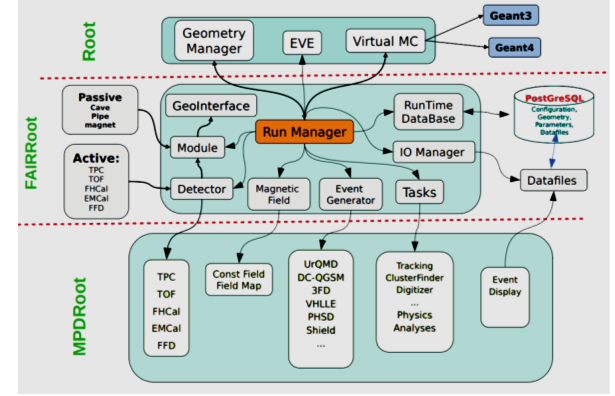 Root
Geometry
Manager
EVE
Virtual MC
Geant3
Geant4
FAIRRoot
Passive
Cave
Pipe
magnet
Active:
TPC
TOF
FHCal
EMCal
FFD
GeoInterface
Module
Detector
Run Manager
RunTime
DataBase
IO Manager
Magnetic
Field
Event
Generator
Tasks
PostGreSQL
Configuration,
Geometry,
Parameters,
Datafiles
Datafiles
MPDRoot
TPC
TOF
FHCal
EMCal
FFD
Const Field
Field Map
UrQMD
DC-QGSM
3FD
VHLLE
PHSD
Shield
...
Tracking
ClusterFinder
Digitizer
...
Physics
Analyses
Event
Display